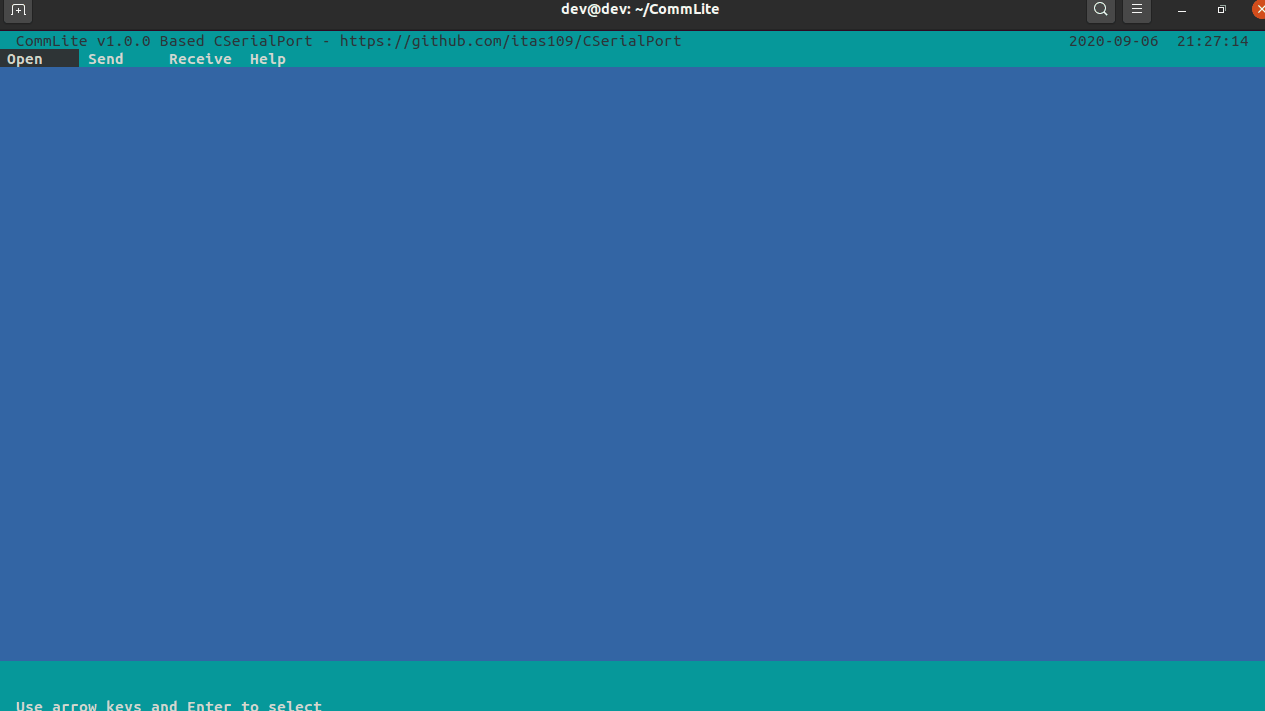 dev@dev: ~/CommLite
CommLite v1.0.0 Based CSerialPort - https://github.com/itas109/CSerialPort 2020-09-06 21:27:14
Open Send Receive Help
Use arrow keys and Enter to select